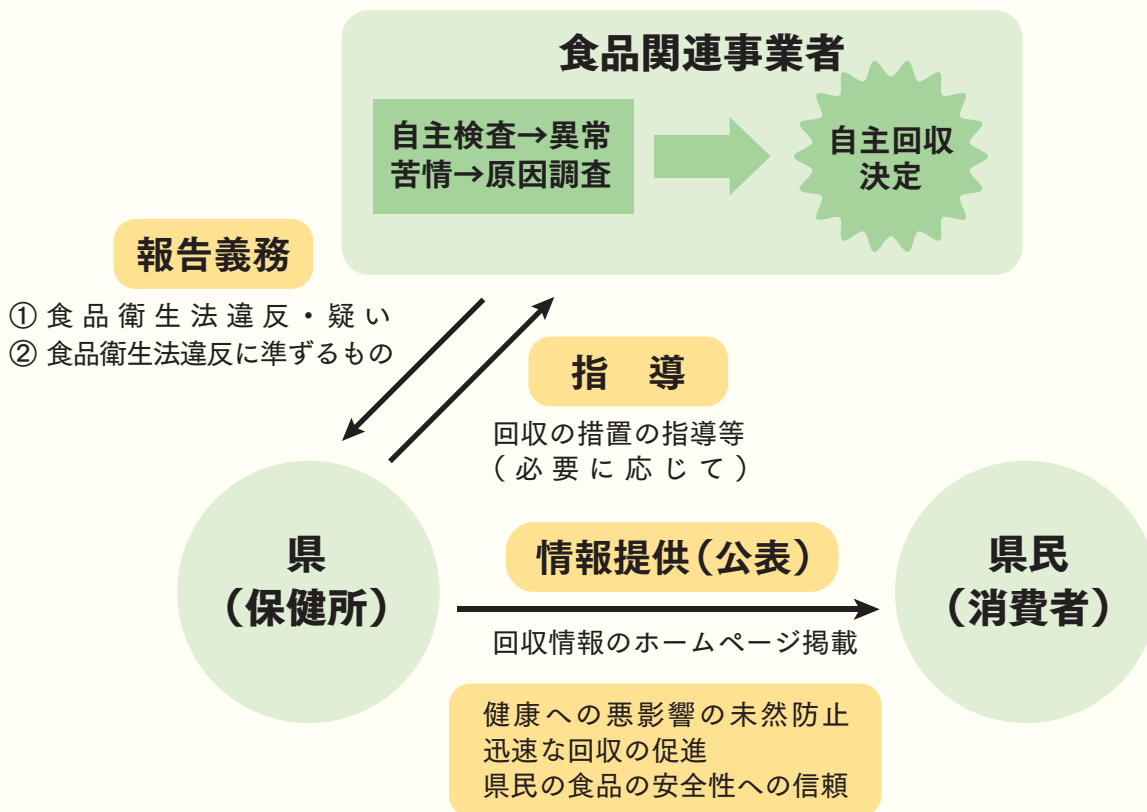 食品関連事業者
自主検査→異常
苦情→原因調査
自主回収
決定
報告義務
① 食品衛生法違反・疑い
② 食品衛生法違反に準ずるもの
指　導
回収の措置の指導等
（必要に応じて）
県
（保健所）
情報提供（公表）
回収情報のホームページ掲載
県民
（消費者）
健康への悪影響の未然防止
迅速な回収の促進
県民の食品の安全性への信頼